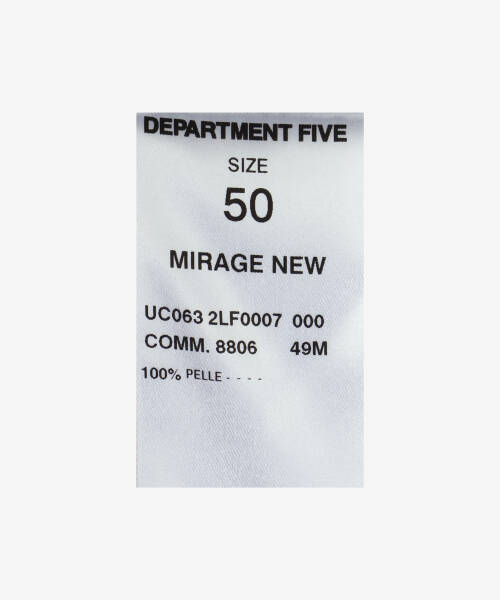 DEPARTMENT FIVE
SIZE
50
MIRAGE NEW
UC063 2LF0007 000
COMM. 8806 49M
100% PELLE - - - -